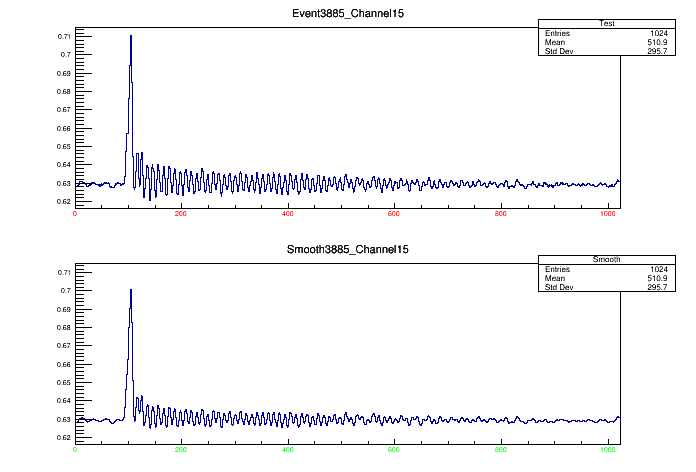 Event3885_Channel15
Test
Entries 1024
Mean 510.9
Std Dev 295.7
0.71
0.7
0.69
0.68
0.67
0.66
0.65
0.64
0.63
0.62
0 200 400 600 800 1000
Smooth3885_Channel15
Smooth
Entries 1024
Mean 510.9
Std Dev 295.7
0.71
0.7
0.69
0.68
0.67
0.66
0.65
0.64
0.63
0.62
0 200 400 600 800 1000